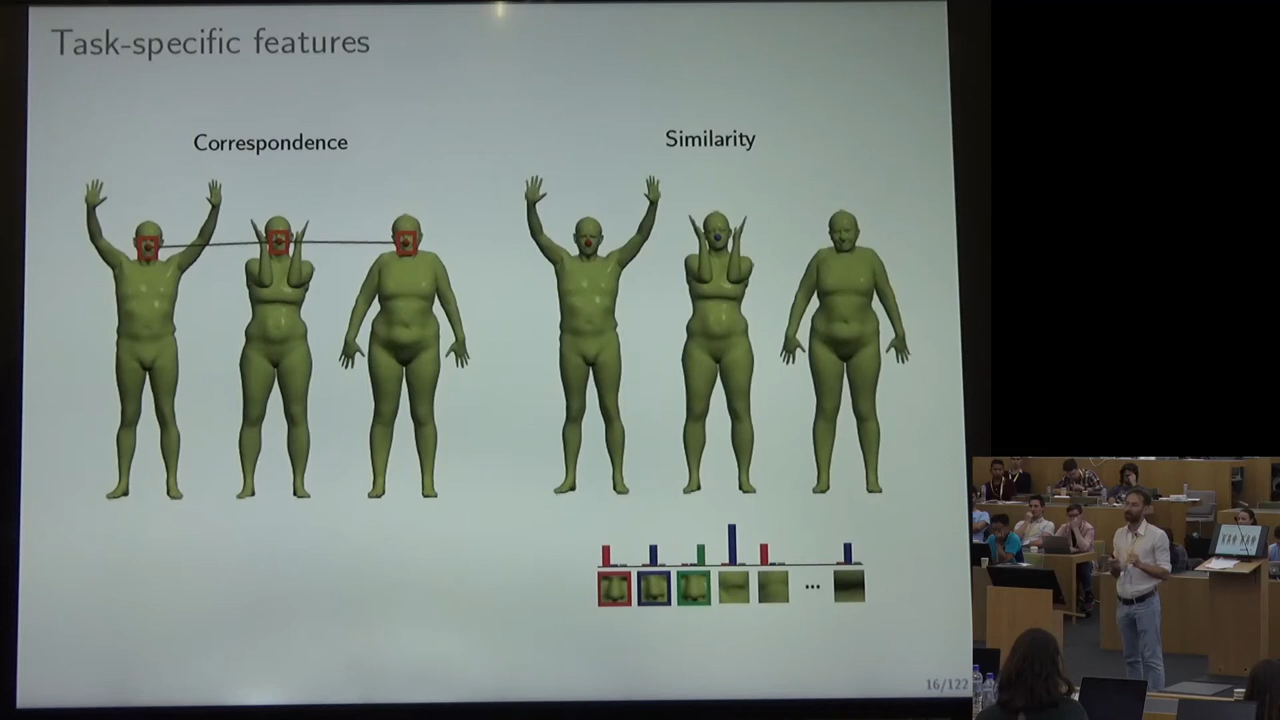 Task-specific features
Correspondence
Similarity
...
16/122